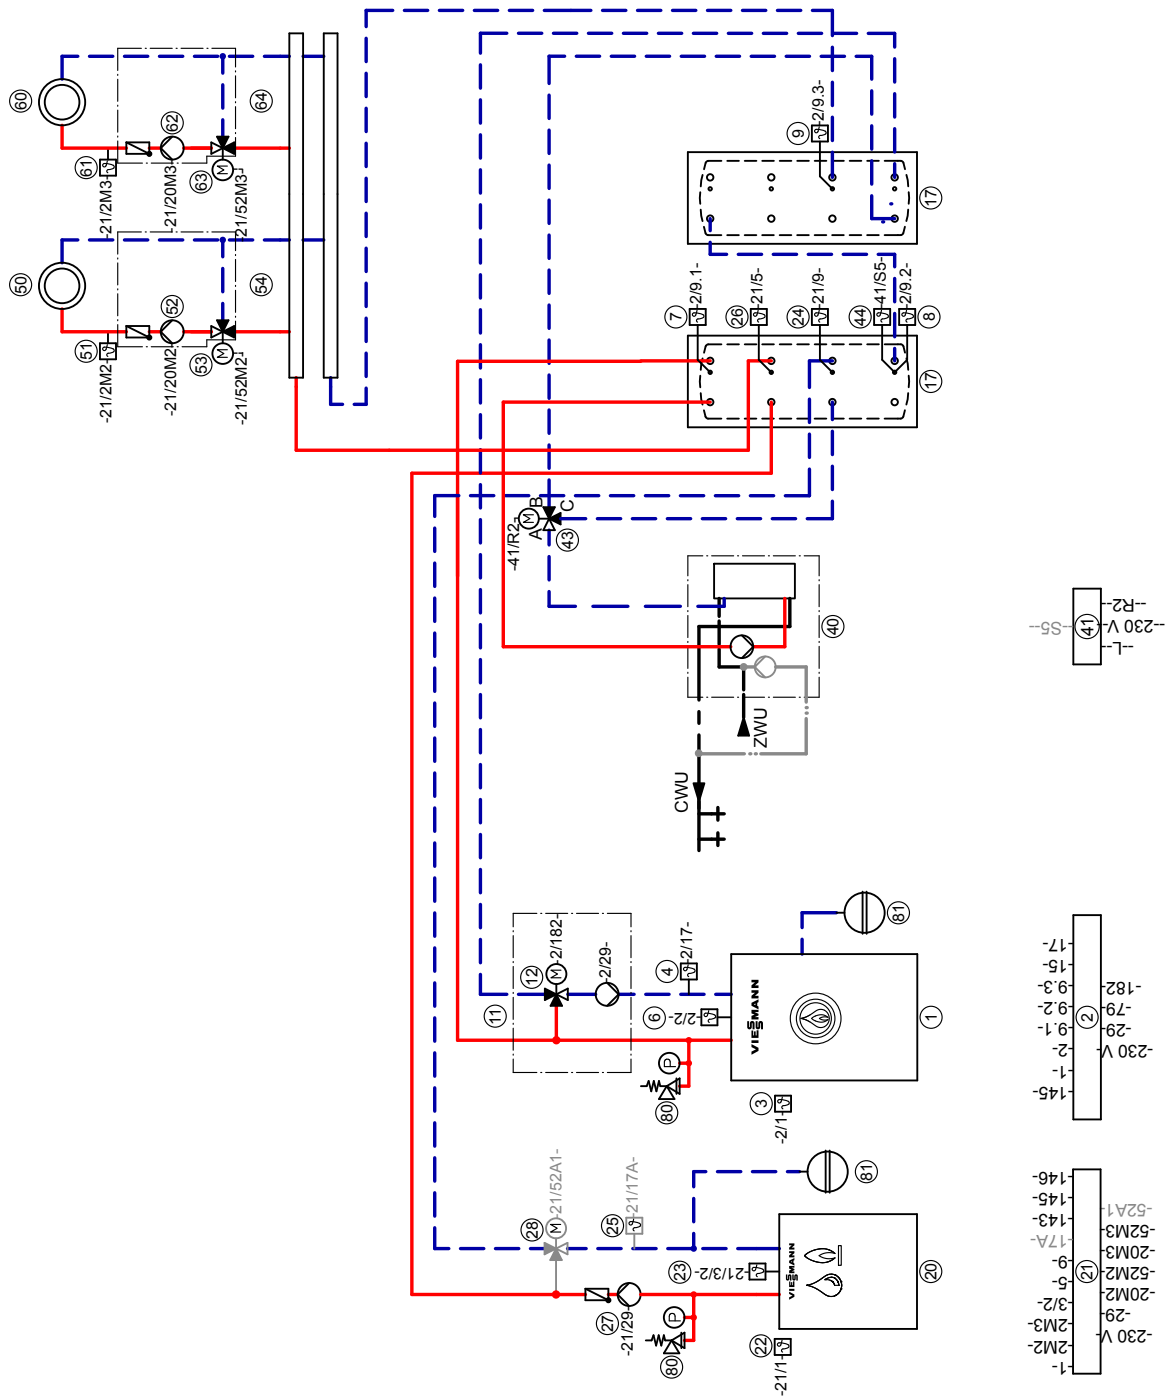 60
61
-21/2M3-
62
-21/20M3-
63
M
-21/52M3-
64
50
51
-21/2M2-
52
-21/20M2-
53
M
-21/52M2-
54
9
-2/9.3-
17
7
-2/9.1-
26
-21/5-
24
-21/9-
44
-41/S5-
8
-2/9.2-
17
-41/R2-
M
A
B
C
43
40
ZWU
CWU
41
--S5--
--R2--
--230 V--
--L--
11
12
M
-2/182-
-2/29-
4
-2/17-
6
-2/2-
P
80
VIESMANN
1
3
-2/1-
81
2
-17-
-15-
-9.3-
-9.2-
-9.1-
-2-
-1-
-145-
-182-
-79-
-29-
-230 V-
28
M
-21/52A1-
25
-21/17A-
23
-21/3/2-
27
-21/29-
P
80
VIESMANN
20
22
-21/1-
81
21
-146-
-145-
-143-
-17A-
-9-
-5-
-3/2-
-2M3-
-2M2-
-1-
-52A1-
-52M3-
-20M3-
-52M2-
-20M2-
-29-
-230 V-